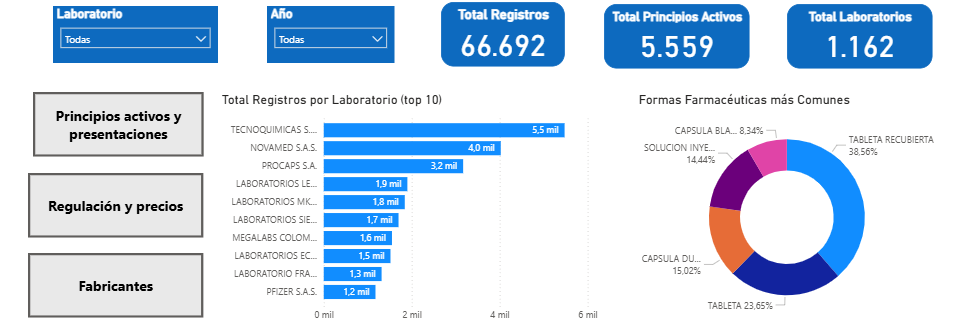 Laboratorio
Todas
Año
Todas
Total Registros
66.692
Total Principios Activos
5.559
Total Laboratorios
1.162
Principios activos y
presentaciones
Regulación y precios
Fabricantes
Total Registros por Laboratorio (top 10)
TECNOQUIMICAS S.... 5,5 mil
NOVAMED S.A.S. 4,0 mil
PROCAPS S.A. 3,2 mil
LABORATORIOS LE... 1,9 mil
LABORATORIOS MK... 1,8 mil
LABORATORIOS SIE... 1,7 mil
MEGALABS COLOM... 1,6 mil
LABORATORIOS EC... 1,5 mil
LABORATORIO FRA... 1,3 mil
PFIZER S.A.S. 1,2 mil
0 mil 2 mil 4 mil 6 mil
Formas Farmacéuticas más Comunes
CAPSULA BLA... 8,34%
TABLETA RECUBIERTA
38,56%
SOLUCION INYE...
14,44%
CAPSULA DU...
15,02%
TABLETA 23,65%